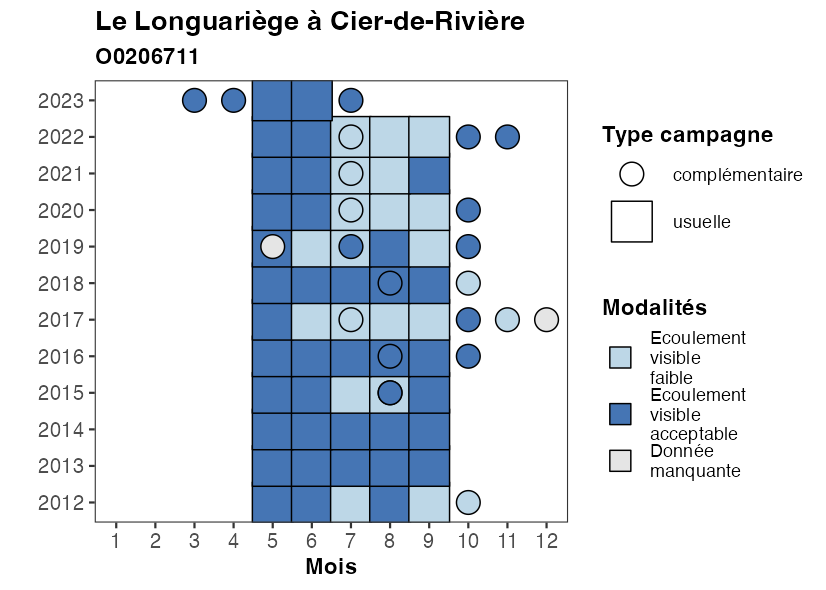 Le Longuariège à Cier-de-Rivière
O0206711
2023
2022
2021
2020
2019
2018
2017
2016
2015
2014
2013
2012
1 2 3 4 5 6 7 8 9 10 11 12
Mois
Type campagne
complémentaire
usuelle
Modalités
Ecoulement
visible
faible
Ecoulement
visible
acceptable
Donnée
manquante